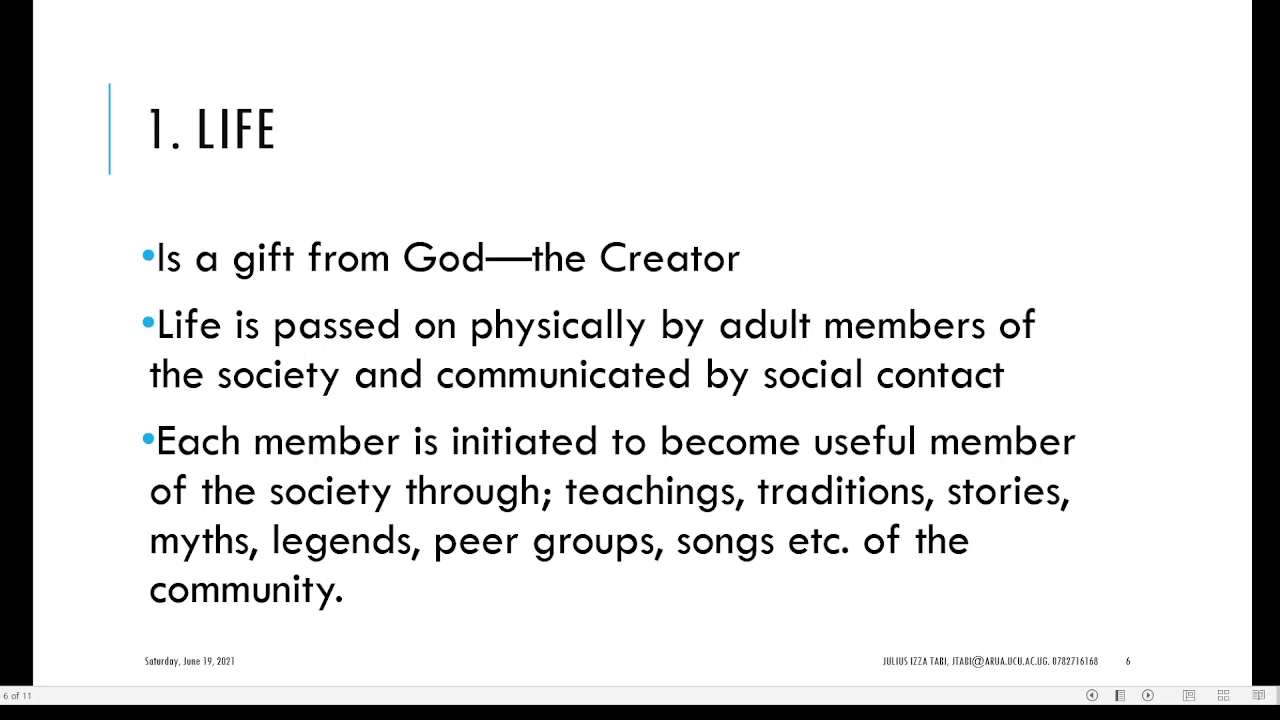 1. LIFE
•Is a gift from God—the Creator
•Life is passed on physically by adult members of
the society and communicated by social contact
•Each member is initiated to become useful member
of the society through; teachings, traditions, stories,
myths, legends, peer groups, songs etc. of the
community.
Saturday, June 19, 2021
JULIUS IZZA TABI, JTABI@ARUA.UCU.AC.UG. 0782716168
6
6 of 11